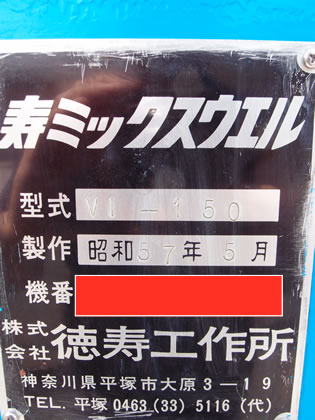 寿ミックスウエル
型式 VI-150
製作 昭和57年5月
機番
株式会社 徳寿工作所
神奈川県平塚市大原3-19
TEL. 平塚 0463 (33) 5116 (代)